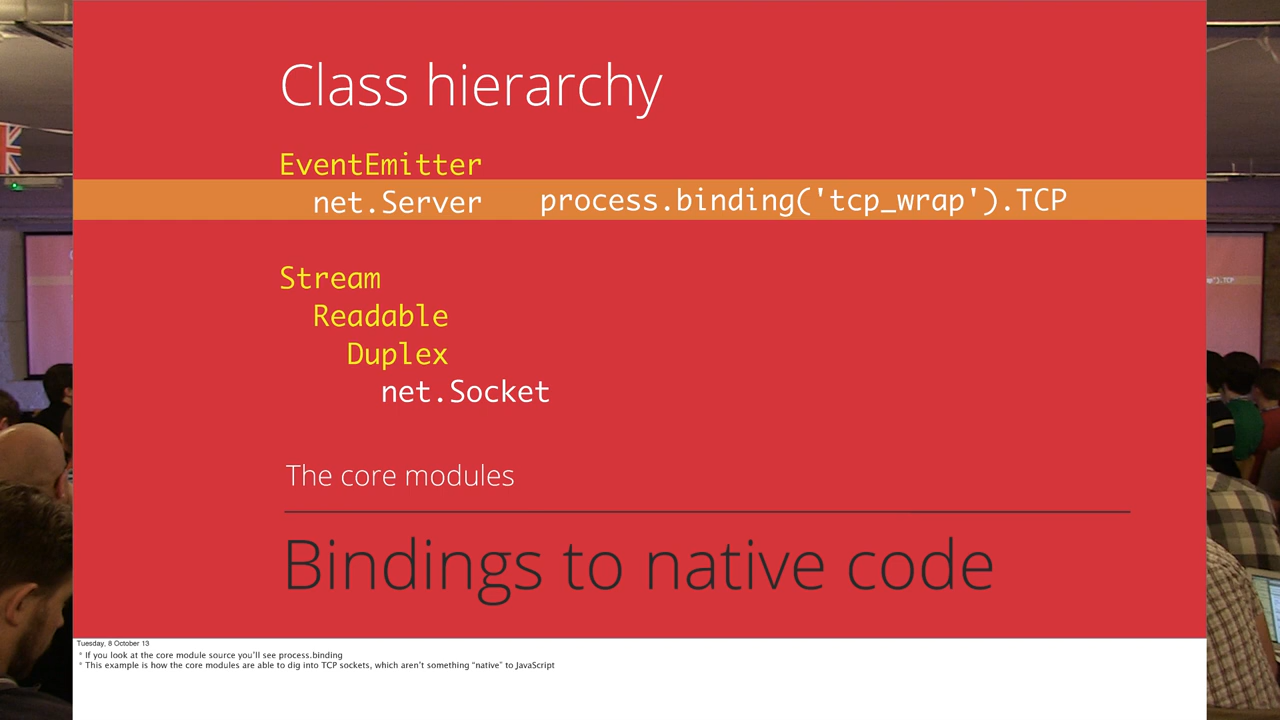 Class hierarchy
EventEmitter
net.Server process.binding('tcp_wrap').TCP
Stream
Readable
Duplex
net.Socket
The core modules
Bindings to native code
Tuesday, 8 October 13
* If you look at the core module source you'll see process.binding
* This example is how the core modules are able to dig into TCP sockets, which aren't something “native” to JavaScript